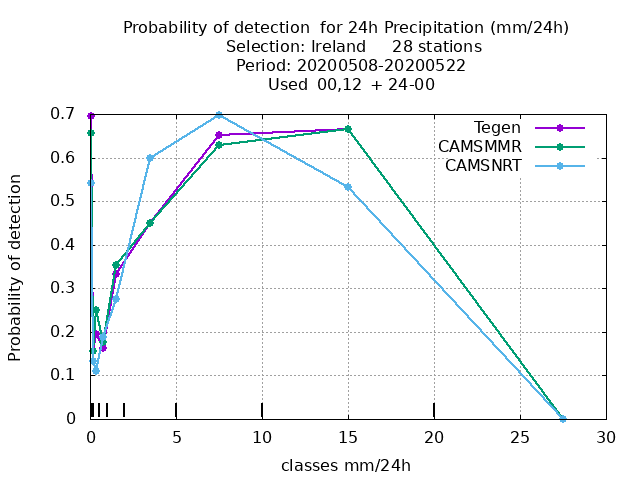 Probability of detection  for 24h Precipitation (mm/24h)
Selection: Ireland     28 stations
Period: 20200508-20200522
Used  00,12  + 24-00
Tegen
CAMSMMR
CAMSNRT
Probability of detection
0.7
0.6
0.5
0.4
0.3
0.2
0.1
0
0 5 10 15 20 25 30
classes mm/24h